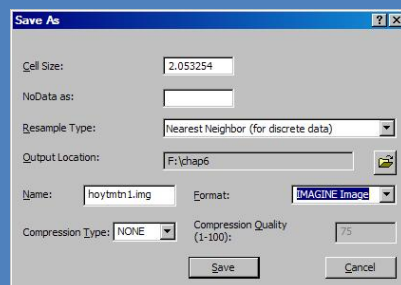 Save As
Cell Size: 2.053254
NoData as:
Resample Type: Nearest Neighbor (for discrete data)
Output Location: F:\chap6
Name: hoytmtn1.img Format: IMAGINE Image
Compression Type: NONE Compression Quality (1-100): 75
Save Cancel